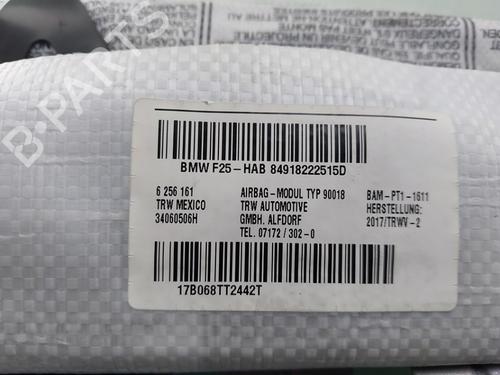 BMW F25-HAB 84918222515D
6 256 161
TRW MEXICO
34060506H
AIRBAG-MODUL TYP 90018
TRW AUTOMOTIVE
GMBH. ALFDORF
TEL. 07172 / 302-0
BAM-PT1-1611
HERSTELLUNG:
2017/TRWV-2
17B068TT2442T
B-PARTS